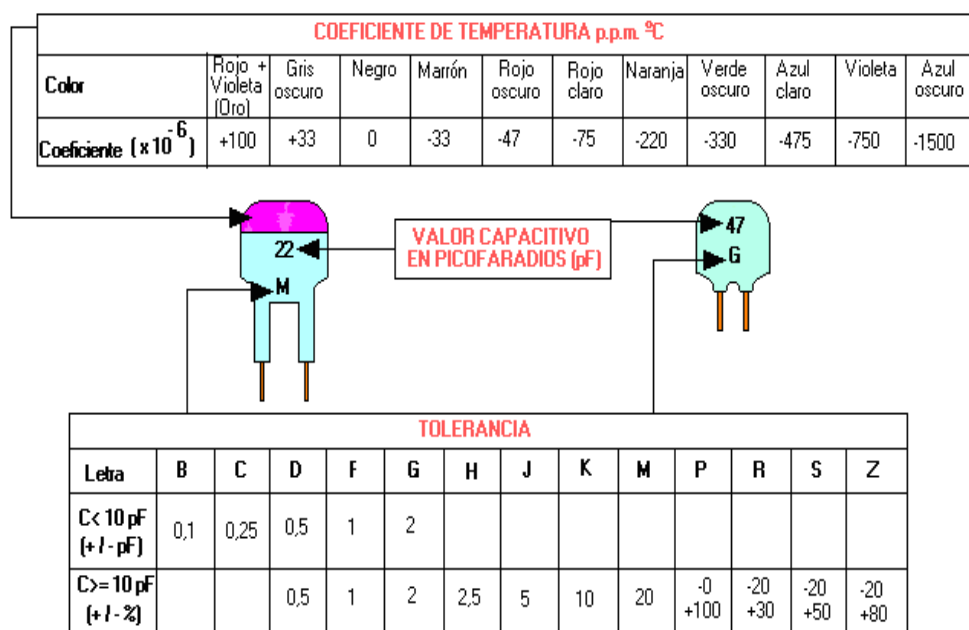 COEFICIENTE DE TEMPERATURA p.p.m. ºC
Color Rojo + Violeta (Oro) Gris oscuro Negro Marrón Rojo oscuro Rojo claro Naranja Verde oscuro Azul claro Violeta Azul oscuro
Coeficiente (x10-6) +100 +33 0 -33 -47 -75 -220 -330 -475 -750 -1500
22
M
VALOR CAPACITIVO
EN PICOFARADIOS (pF)
47
G
TOLERANCIA
Letra B C D F G H J K M P R S Z
C< 10 pF (+ / - pF) 0,1 0,25 0,5 1 2
C>= 10 pF (+ / - %) 0,5 1 2 2,5 5 10 20 -0 +100 -20 +30 -20 +50 -20 +80